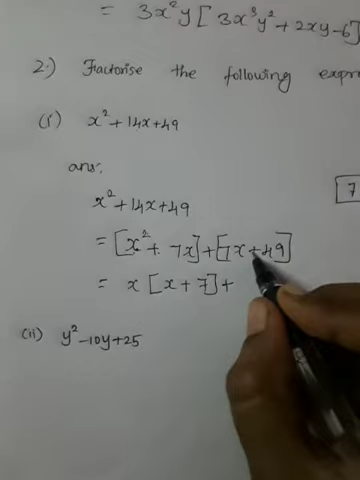 = 3x²y [ 3x³y² + 2xy - 6 ]
2.) Factorise the following
(i) x² + 14x + 49
ans:
x² + 14x + 49
7
= [x² + 7x] + [7x + 49]
= x [x + 7] +
(ii) y² - 10y + 25